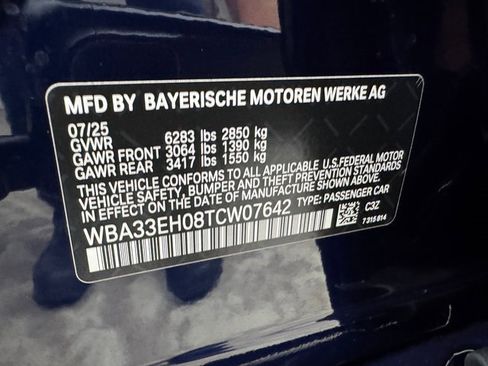 MFD BY BAYERISCHE MOTOREN WERKE AG
07/25
GVWR 6283 lbs 2850 kg
GAWR FRONT 3064 lbs 1390 kg
GAWR REAR 3417 lbs 1550 kg
THIS VEHICLE CONFORMS TO ALL APPLICABLE U.S.FEDERAL MOTOR
VEHICLE SAFETY, BUMPER, AND THEFT PREVENTION STANDARDS
IN EFFECT ON THE DATE OF MANUFACTURE SHOWN ABOVE.
WBA33EH08TCW07642 TYPE: PASSENGER CAR
C3Z
7 315 814